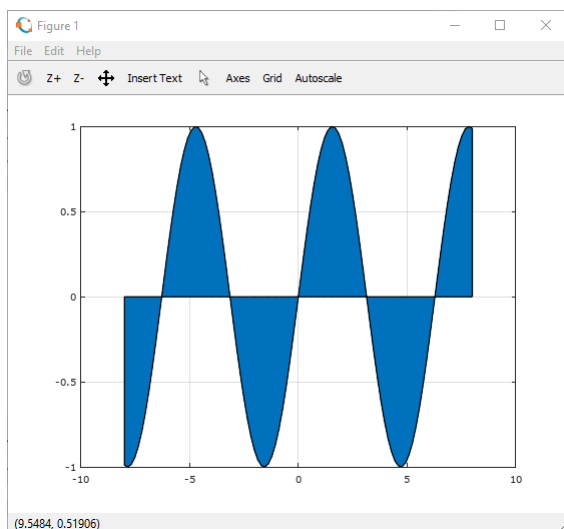 Figure 1
File Edit Help
Z+ Z- Insert Text Axes Grid Autoscale
1
0.5
0
-0.5
-1
-10 -5 0 5 10
(9.5484, 0.51906)